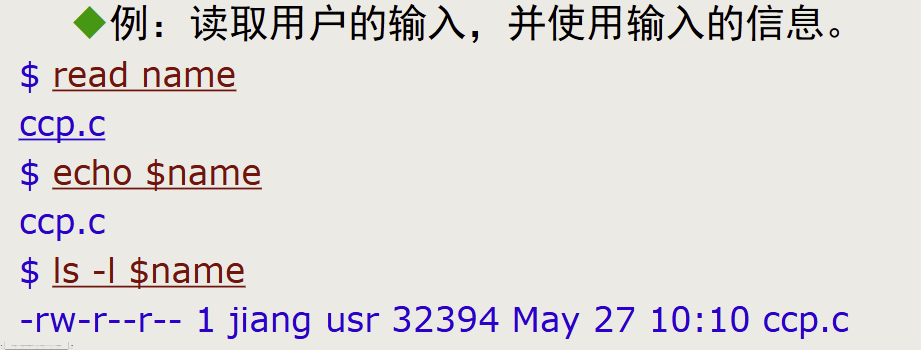 ◆例：读取用户的输入，并使用输入的信息。
$ read name
ccp.c
$ echo $name
ccp.c
$ ls -l $name
-rw-r--r-- 1 jiang usr 32394 May 27 10:10 ccp.c